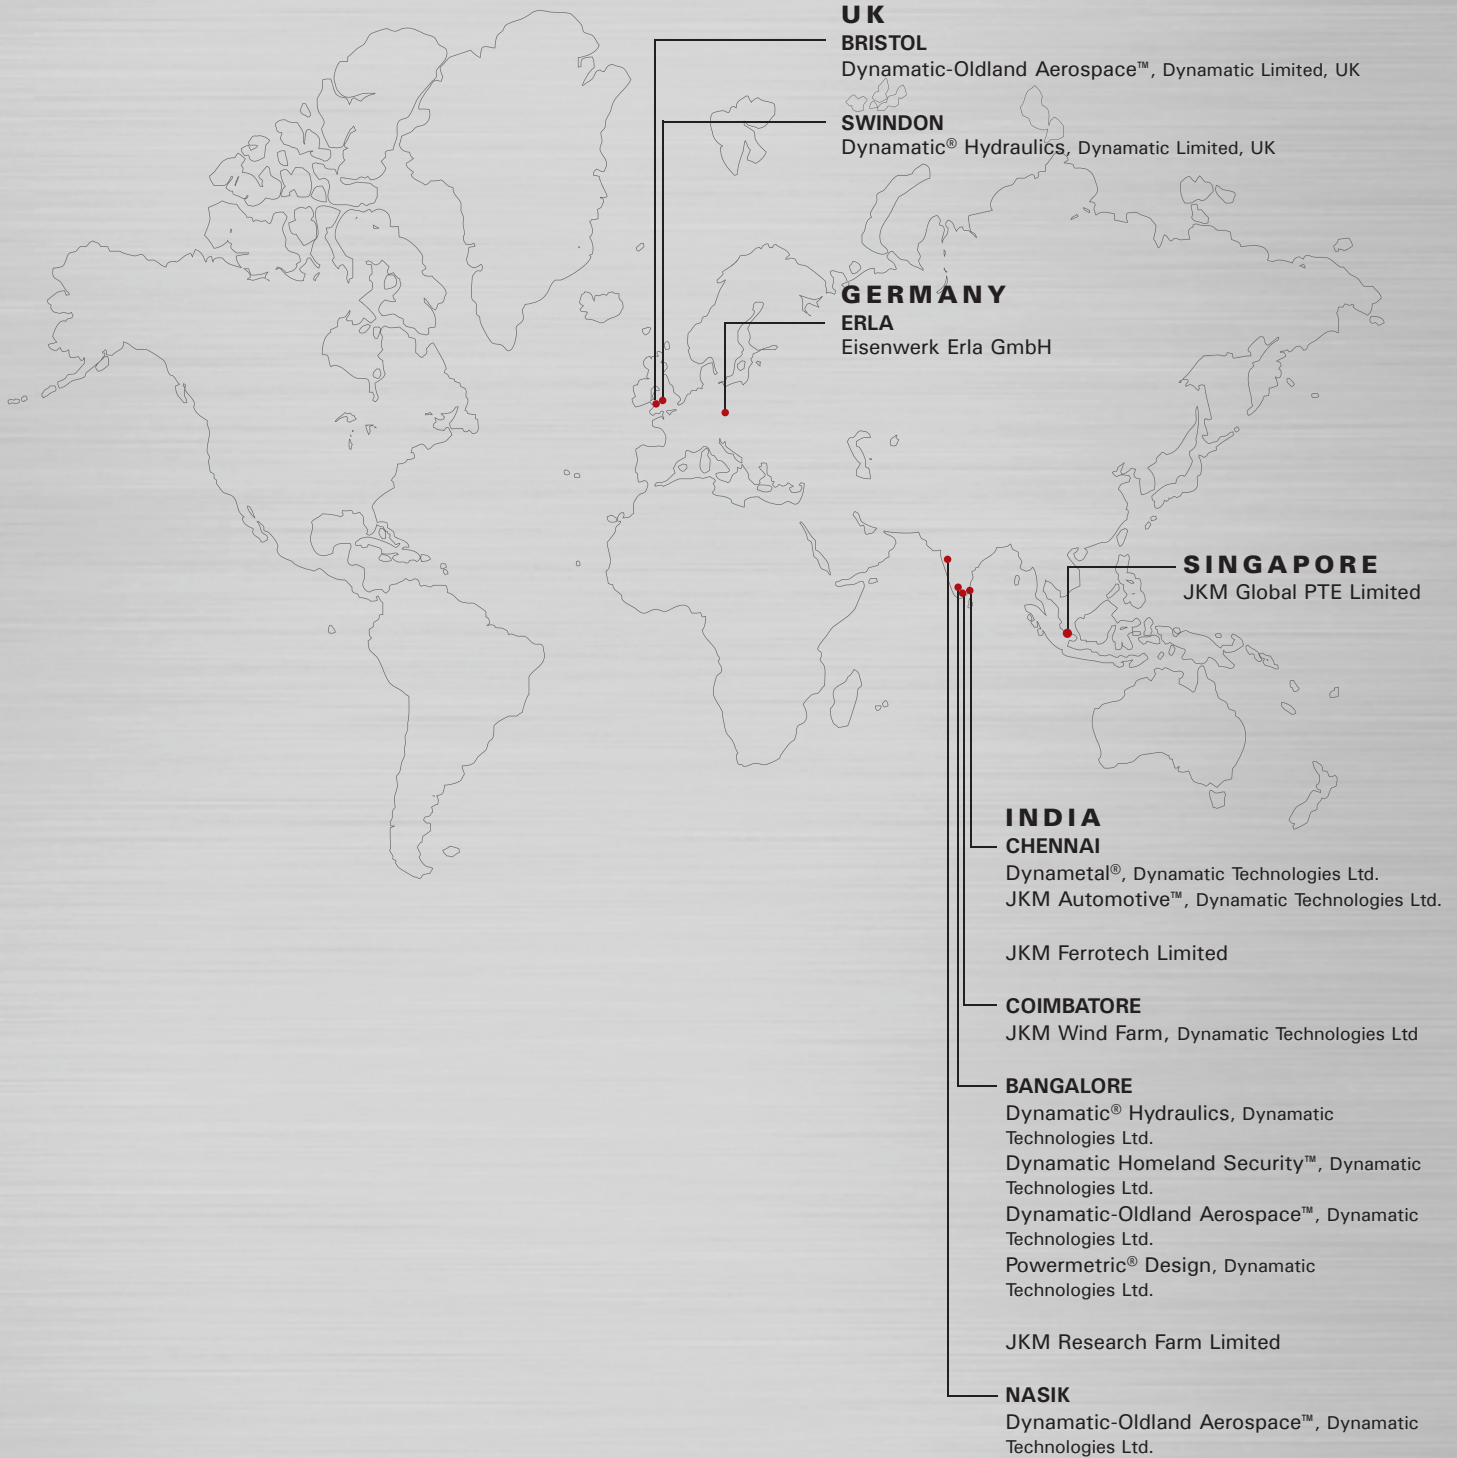 UK
BRISTOL
Dynamatic-Oldland Aerospace™, Dynamatic Limited, UK
SWINDON
Dynamatic® Hydraulics, Dynamatic Limited, UK
GERMANY
ERLA
Eisenwerk Erla GmbH
SINGAPORE
JKM Global PTE Limited
INDIA
CHENNAI
Dynametal®, Dynamatic Technologies Ltd.
JKM Automotive™, Dynamatic Technologies Ltd.
JKM Ferrotech Limited
COIMBATORE
JKM Wind Farm, Dynamatic Technologies Ltd
BANGALORE
Dynamatic® Hydraulics, Dynamatic
Technologies Ltd.
Dynamatic Homeland Security™, Dynamatic
Technologies Ltd.
Dynamatic-Oldland Aerospace™, Dynamatic
Technologies Ltd.
Powermetric® Design, Dynamatic
Technologies Ltd.
JKM Research Farm Limited
NASIK
Dynamatic-Oldland Aerospace™, Dynamatic
Technologies Ltd.